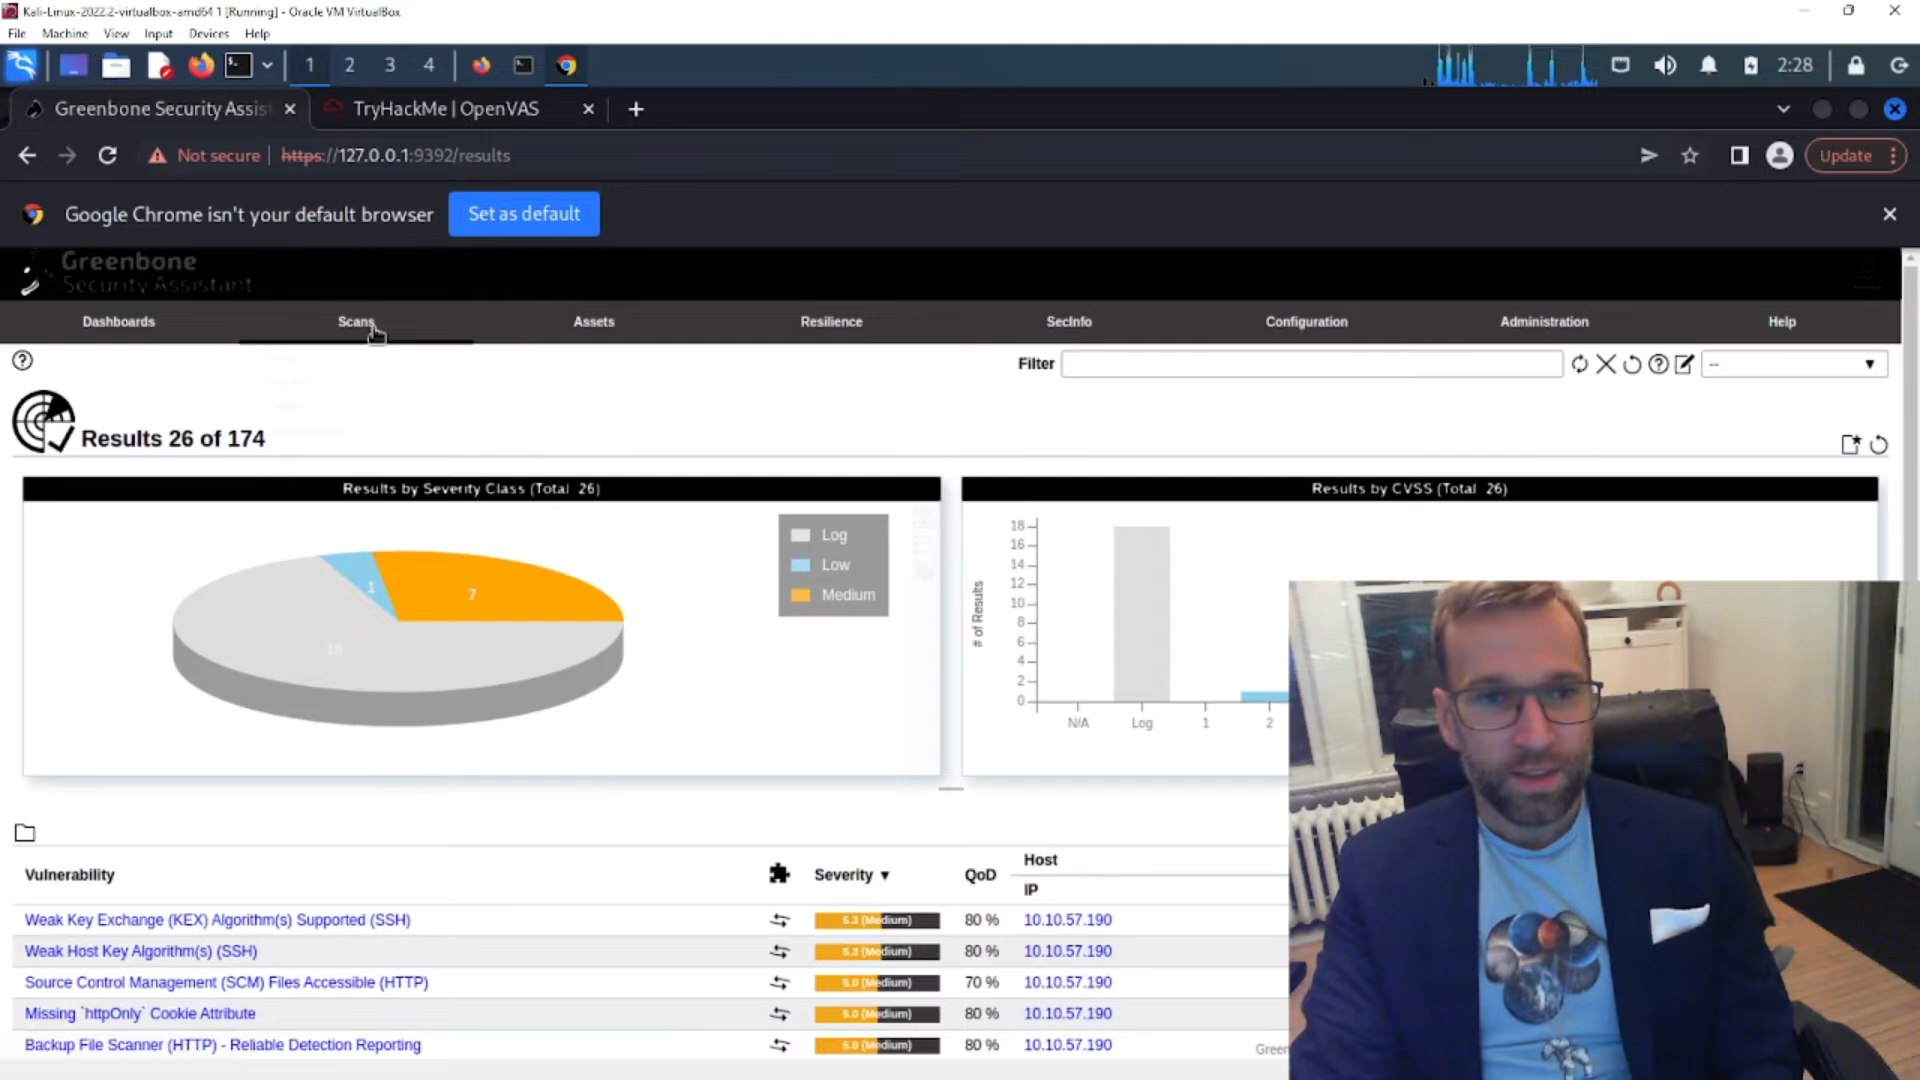 Kali-Linux-2022.2-virtualbox-amd64 1 [Running] - Oracle VM VirtualBox
File Machine View Input Devices Help
1 2 3 4
2:28
Greenbone Security Assist
TryHackMe | OpenVAS
Not secure https://127.0.0.1:9392/results
Update
Google Chrome isn't your default browser
Set as default
Greenbone
Security Assistant
Dashboards Scans Assets Resilience SecInfo Configuration Administration Help
Filter
--
Results 26 of 174
Results by Severity Class (Total 26)
Log
Low
Medium
1
7
18
Results by CVSS (Total 26)
# of Results
18
16
14
12
10
8
6
4
2
0
N/A Log 1 2
Vulnerability Severity ▼ QoD Host
IP
Weak Key Exchange (KEX) Algorithm(s) Supported (SSH) 5.3 (Medium) 80 % 10.10.57.190
Weak Host Key Algorithm(s) (SSH) 5.3 (Medium) 80 % 10.10.57.190
Source Control Management (SCM) Files Accessible (HTTP) 5.0 (Medium) 70 % 10.10.57.190
Missing `httpOnly` Cookie Attribute 5.0 (Medium) 80 % 10.10.57.190
Backup File Scanner (HTTP) - Reliable Detection Reporting 5.0 (Medium) 80 % 10.10.57.190
Green